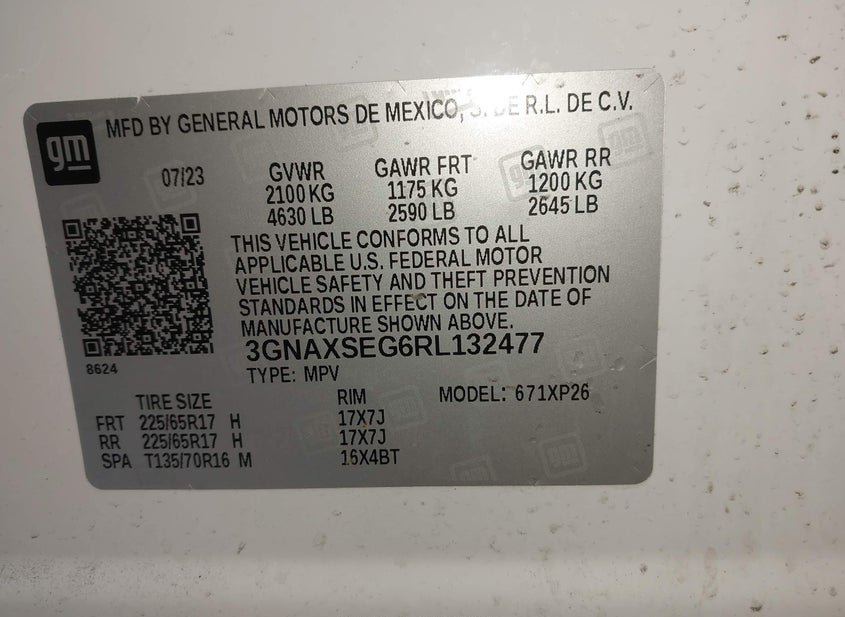 gm
MFD BY GENERAL MOTORS DE MEXICO, S. DE R.L. DE C.V.
07/23 GVWR GAWR FRT GAWR RR
2100 KG 1175 KG 1200 KG
4630 LB 2590 LB 2645 LB
THIS VEHICLE CONFORMS TO ALL
APPLICABLE U.S. FEDERAL MOTOR
VEHICLE SAFETY AND THEFT PREVENTION
STANDARDS IN EFFECT ON THE DATE OF
MANUFACTURE SHOWN ABOVE.
3GNAXSEG6RL132477
8624
TYPE: MPV
MODEL: 671XP26
TIRE SIZE RIM
FRT 225/65R17 H 17X7J
RR 225/65R17 H 17X7J
SPA T135/70R16 M 16X4BT